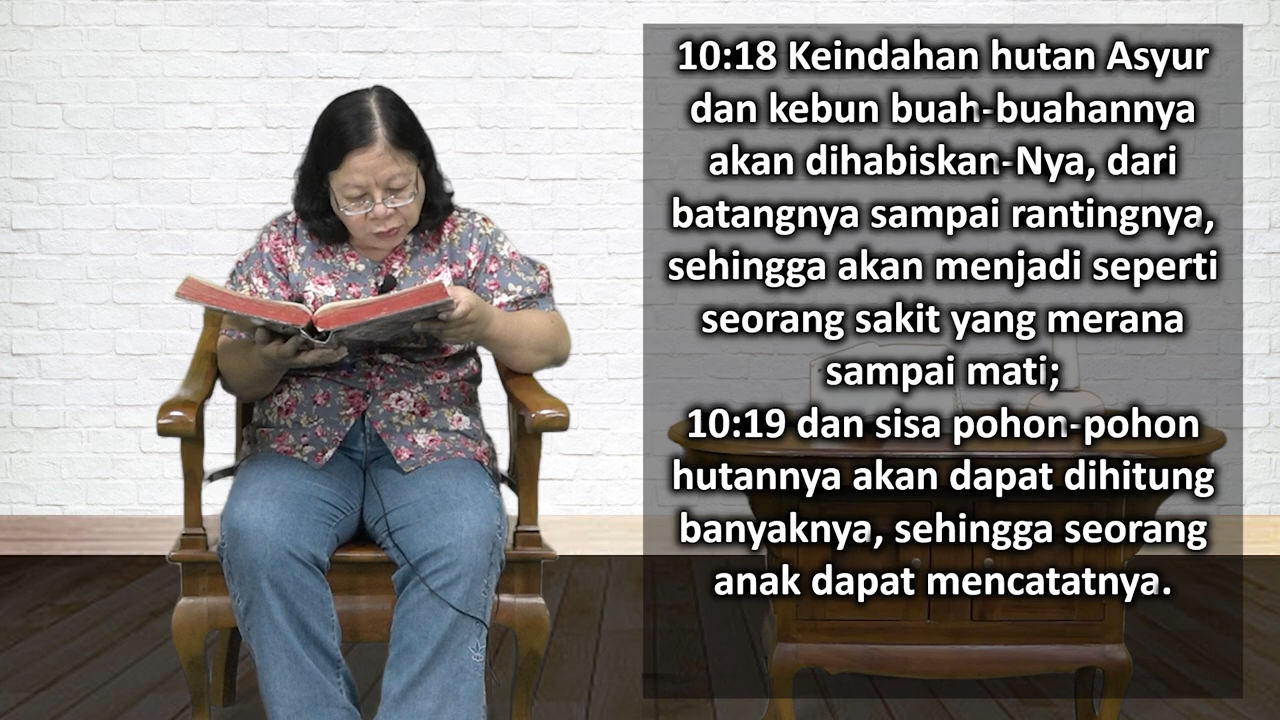 10:18 Keindahan hutan Asyur
dan kebun buah-buahannya
akan dihabiskan-Nya, dari
batangnya sampai rantingnya,
sehingga akan menjadi seperti
seorang sakit yang merana
sampai mati;
10:19 dan sisa pohon-pohon
hutannya akan dapat dihitung
banyaknya, sehingga seorang
anak dapat mencatatnya.